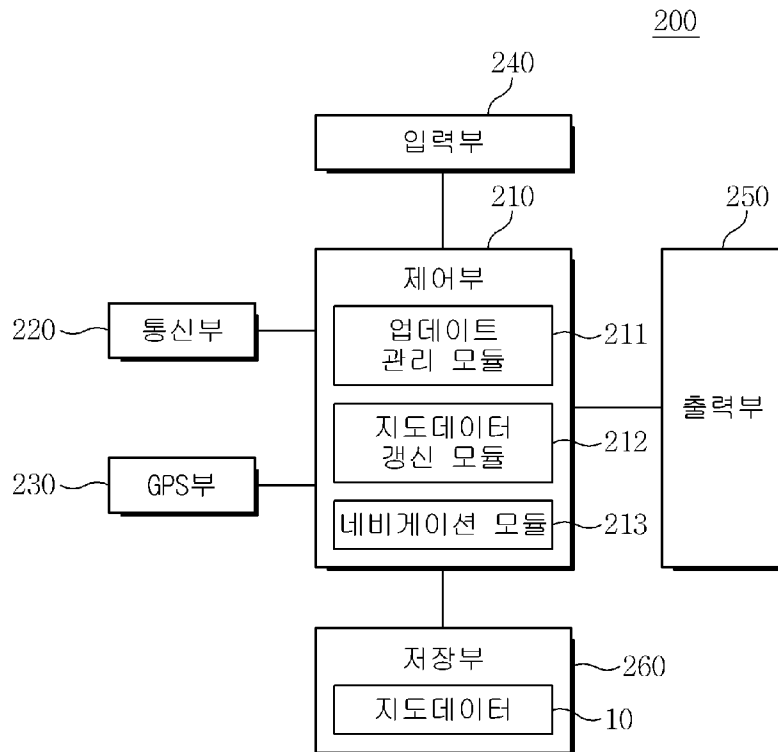 200
240
입력부
210
250
제어부
220
통신부
업데이트
관리 모듈
211
지도데이터
갱신 모듈
212
출력부
230
GPS부
네비게이션 모듈
213
저장부
260
지도데이터
10